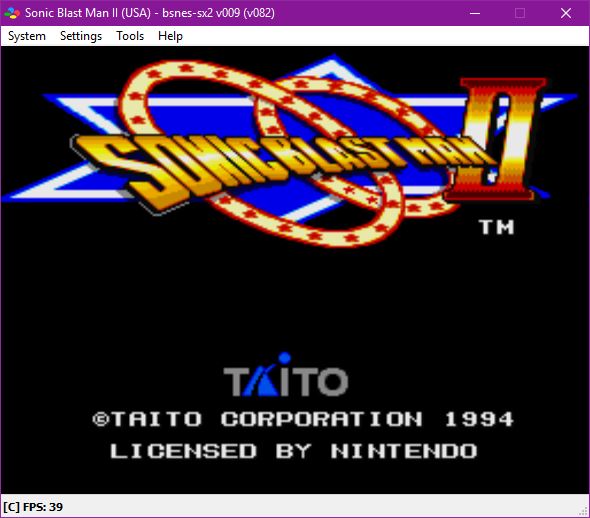 Sonic Blast Man II (USA) - bsnes-sx2 v009 (v082)
System Settings Tools Help
SONIC BLAST MAN II
TM
TAITO
©TAITO CORPORATION 1994
LICENSED BY NINTENDO
[C] FPS: 39